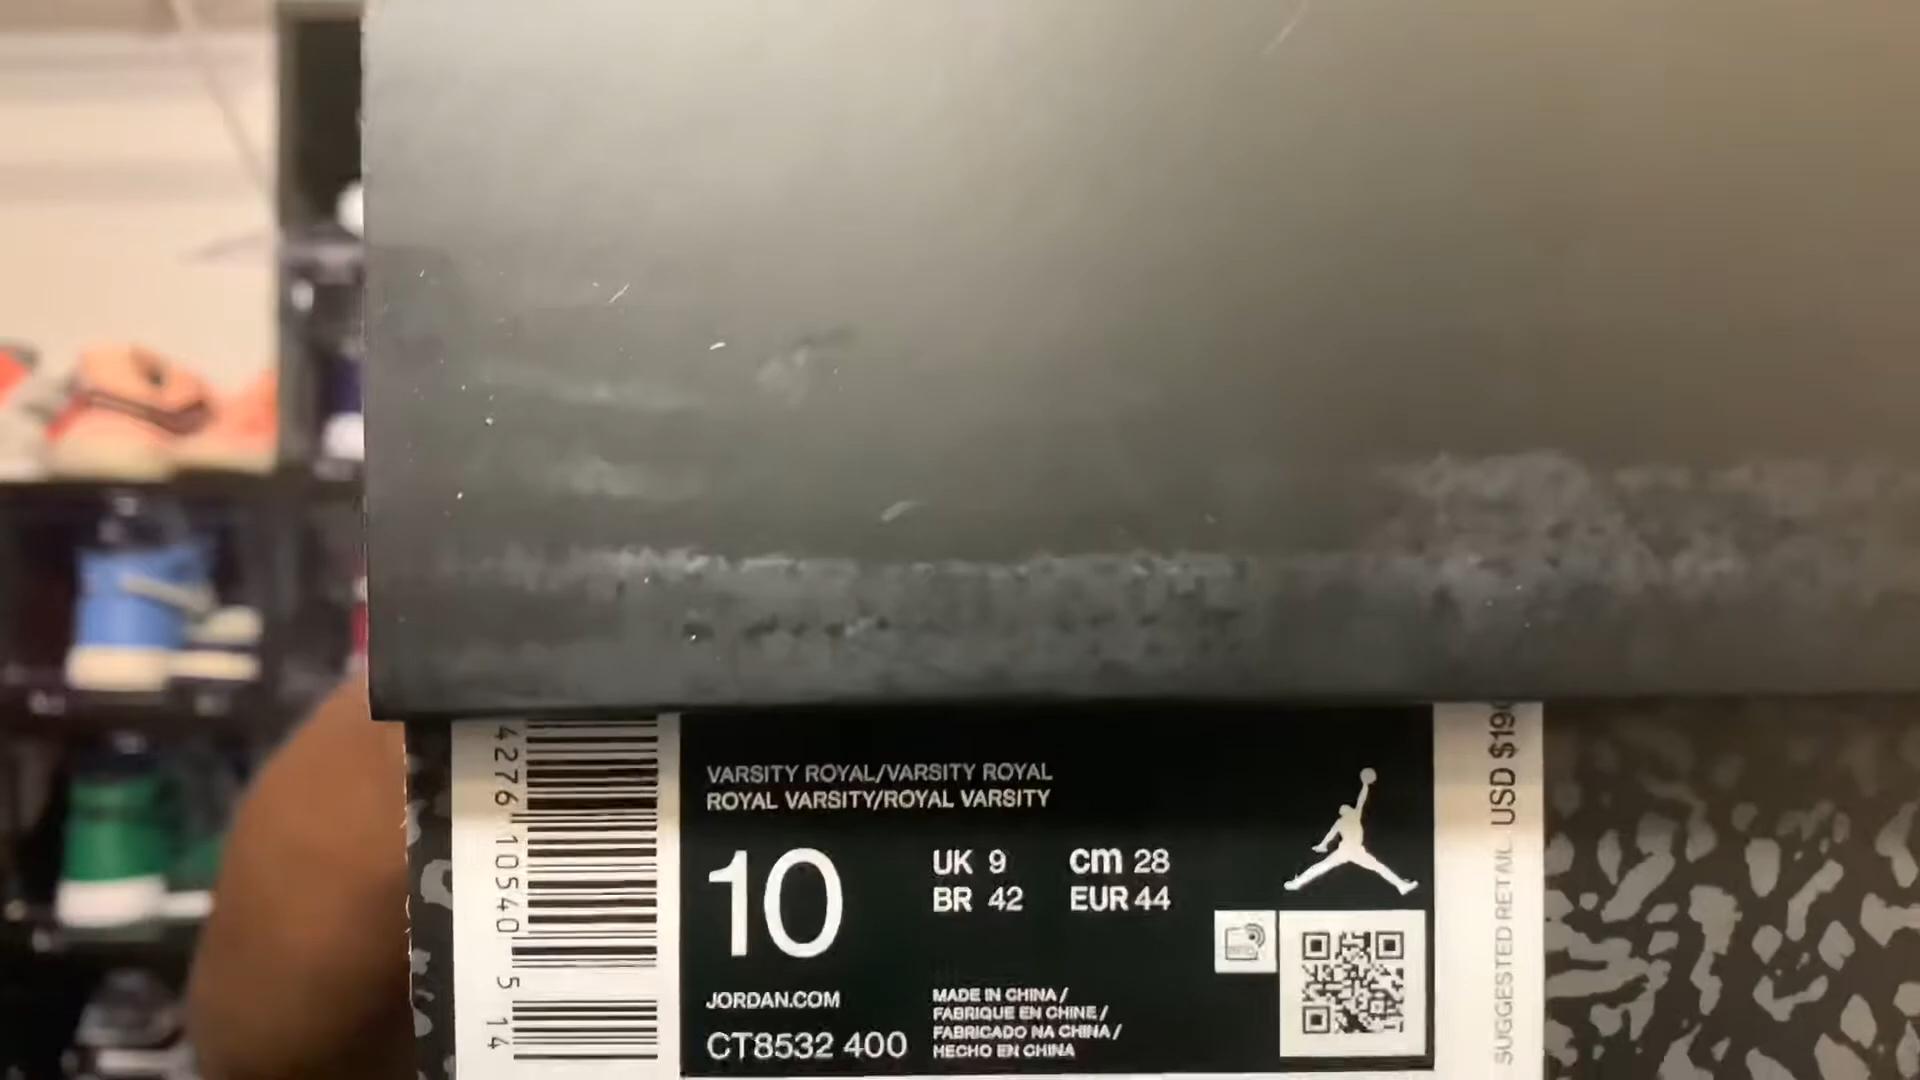 4276 10540 5 14
VARSITY ROYAL/VARSITY ROYAL
ROYAL VARSITY/ROYAL VARSITY
10
UK 9
BR 42
cm 28
EUR 44
JORDAN.COM
CT8532 400
MADE IN CHINA /
FABRIQUE EN CHINE /
FABRICADO NA CHINA /
HECHO EN CHINA
SUGGESTED RETAIL USD $190